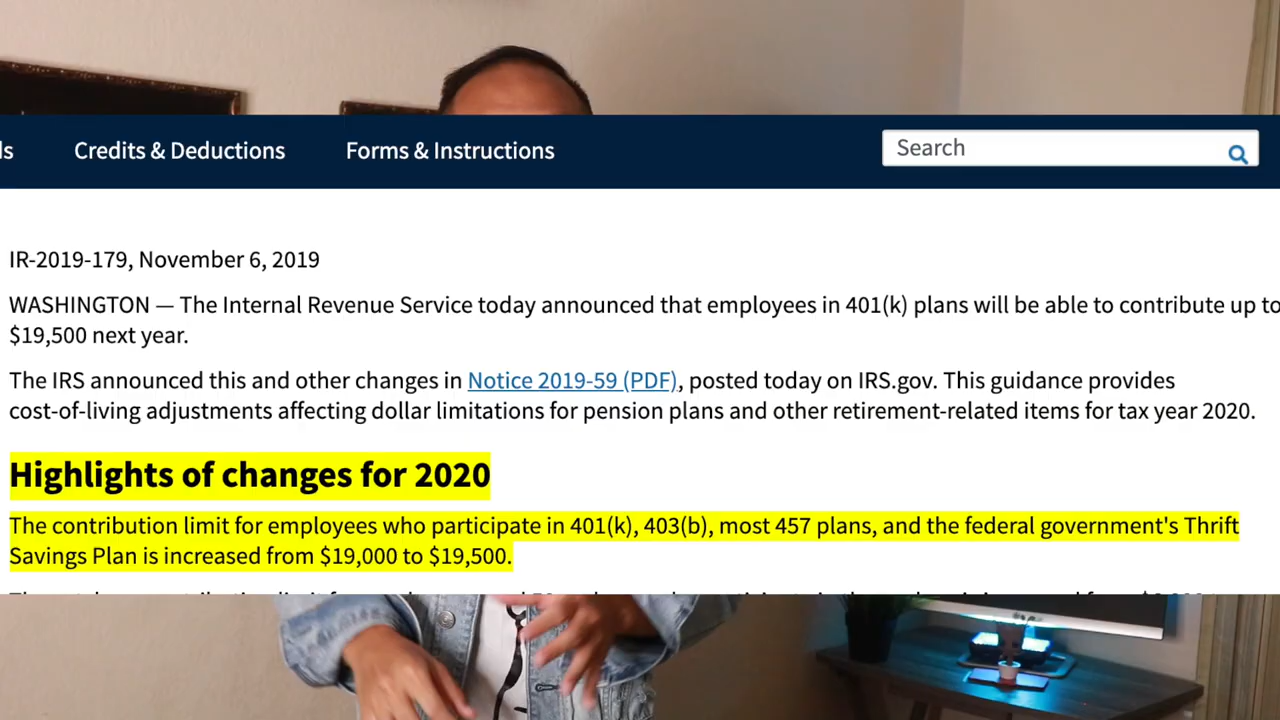 ls Credits & Deductions Forms & Instructions Search
IR-2019-179, November 6, 2019
WASHINGTON — The Internal Revenue Service today announced that employees in 401(k) plans will be able to contribute up to
$19,500 next year.
The IRS announced this and other changes in Notice 2019-59 (PDF), posted today on IRS.gov. This guidance provides
cost-of-living adjustments affecting dollar limitations for pension plans and other retirement-related items for tax year 2020.
Highlights of changes for 2020
The contribution limit for employees who participate in 401(k), 403(b), most 457 plans, and the federal government's Thrift
Savings Plan is increased from $19,000 to $19,500.